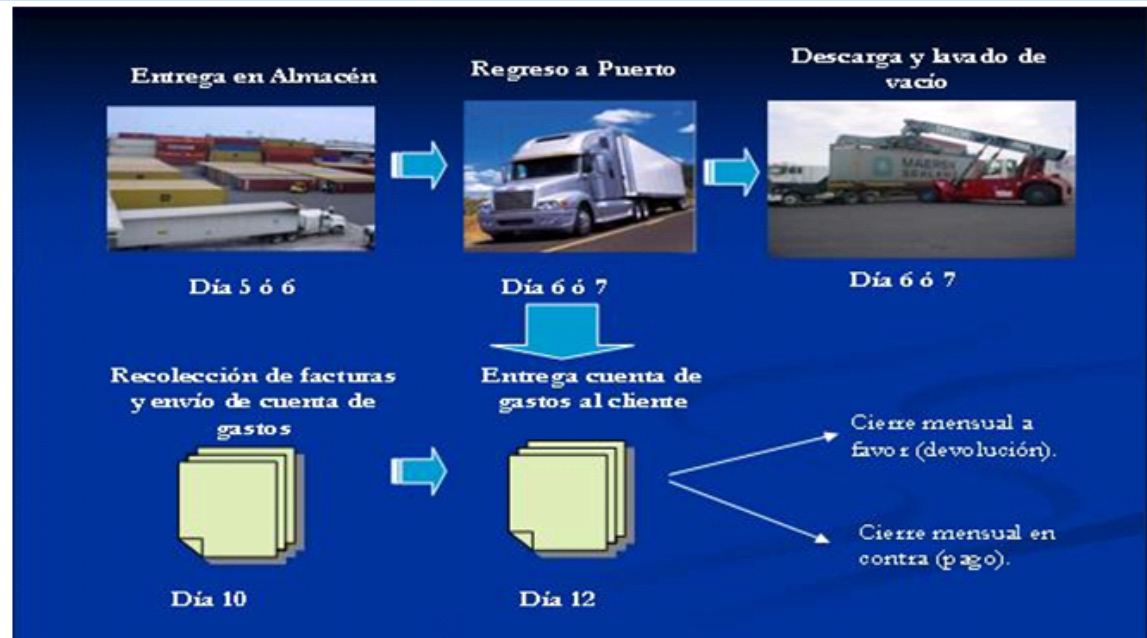 Entrega en Almacén
Regreso a Puerto
Descarga y lavado de
vacío
MAERSK
SEALAND
Día 5 ó 6
Día 6 ó 7
Día 6 ó 7
Recolección de facturas
y envío de cuenta de
gastos
Entrega cuenta de
gastos al cliente
Cierre mensual a
favor (devolución).
Cierre mensual en
contra (pago).
Día 10
Día 12